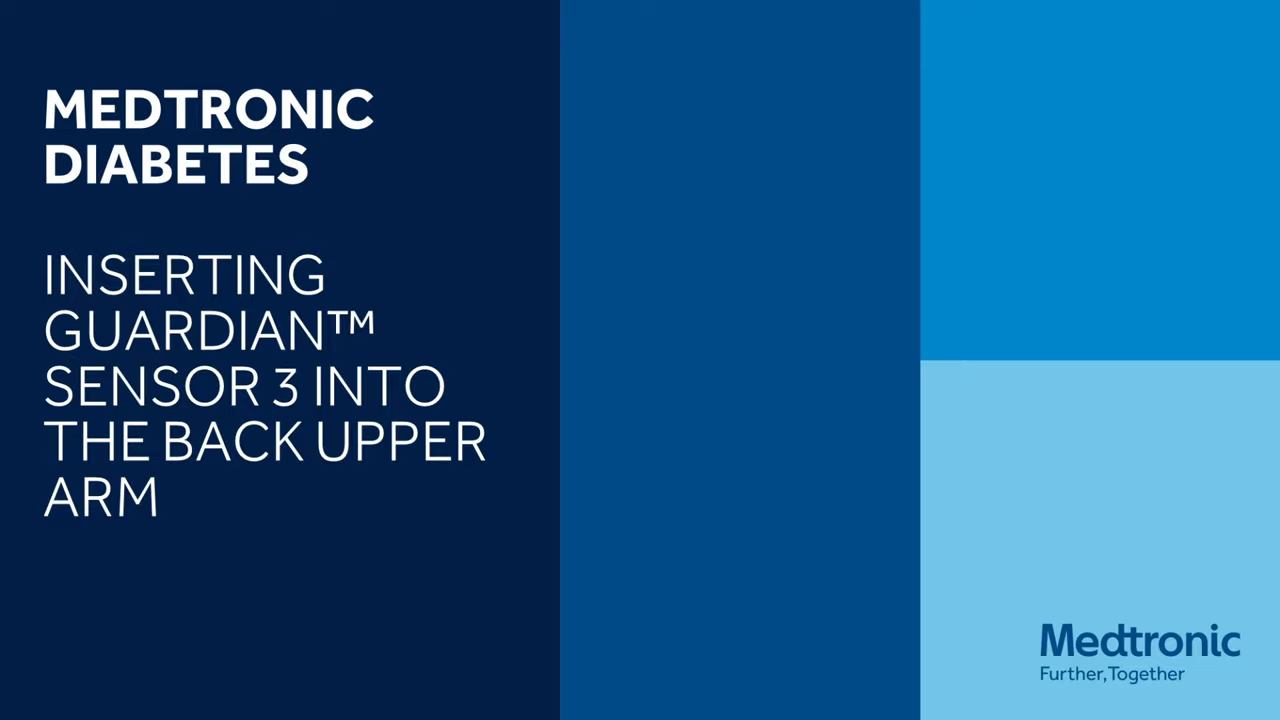 MEDTRONIC
DIABETES
INSERTING
GUARDIAN™
SENSOR 3 INTO
THE BACK UPPER
ARM
Medtronic
Further, Together